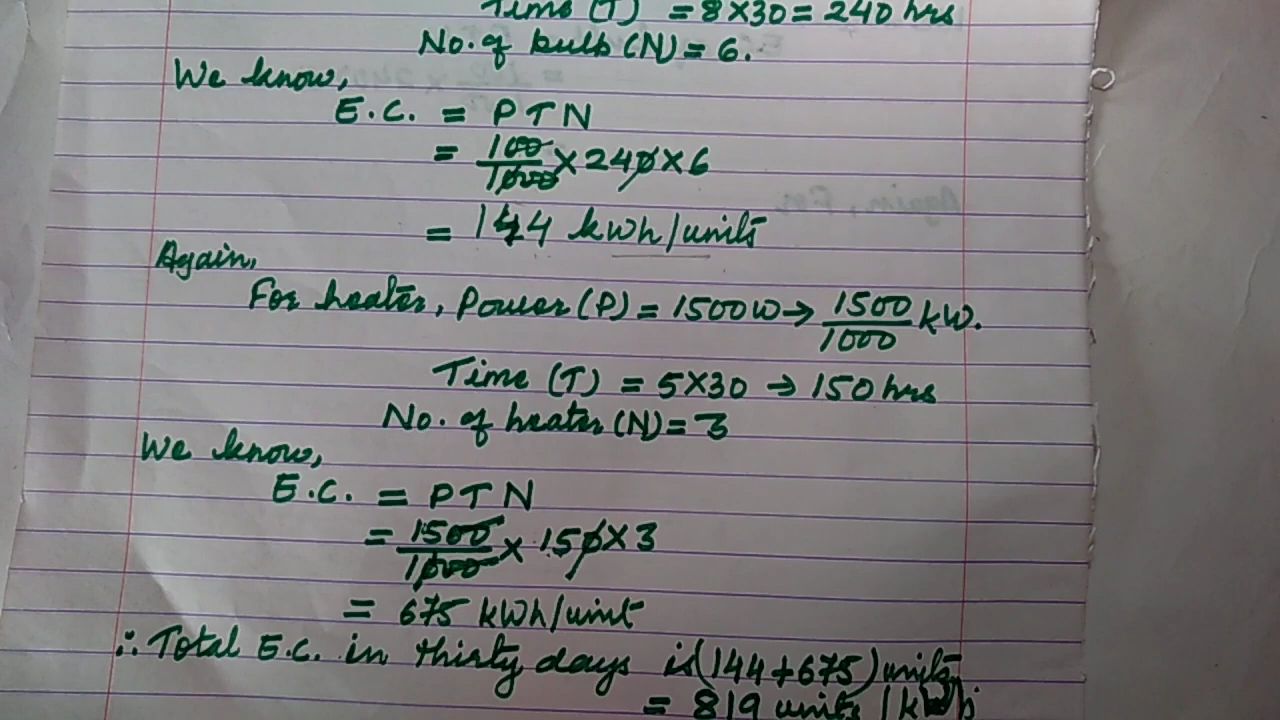 Time (T) = 8×30 = 240 hrs
No. of bulb (N) = 6.
We know,
E.C. = PTN
= 100/1000 × 240 × 6
= 144 kWh/units
Again,
For heater, Power (P) = 1500W → 1500/1000 kW.
Time (T) = 5×30 → 150 hrs
No. of heater (N) = 3
We know,
E.C. = PTN
= 1500/1000 × 150 × 3
= 675 kWh/unit
∴ Total E.C. in thirty days is (144+675) units
= 819 units